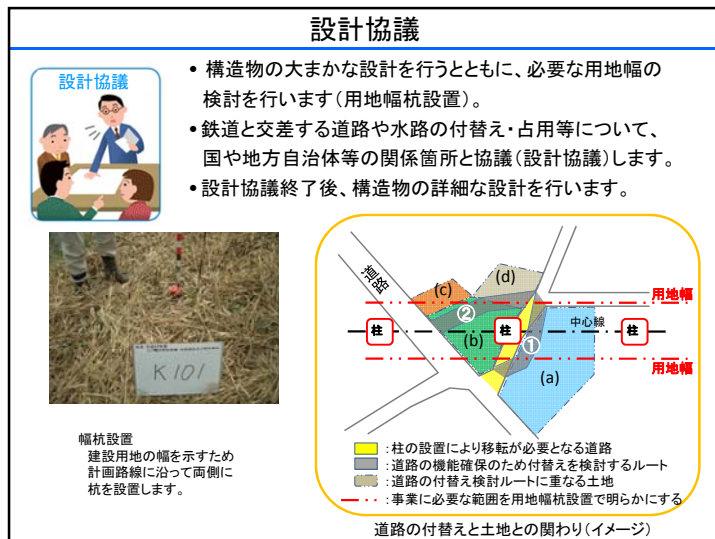 設計協議
設計協議
• 構造物の大まかな設計を行うとともに、必要な用地幅の
検討を行います(用地幅杭設置)。
•鉄道と交差する道路や水路の付替え・占用等について、
国や地方自治体等の関係箇所と協議(設計協議)します。
•設計協議終了後、構造物の詳細な設計を行います。
K101
幅杭設置
建設用地の幅を示すため
計画路線に沿って両側に
杭を設置します。
道路
(c)
(d)
用地幅
②
柱
柱
中心線
柱
(b)
①
用地幅
(a)
:柱の設置により移転が必要となる道路
:道路の機能確保のため付替えを検討するルート
:道路の付替え検討ルートに重なる土地
:事業に必要な範囲を用地幅杭設置で明らかにする
道路の付替えと土地との関わり(イメージ)